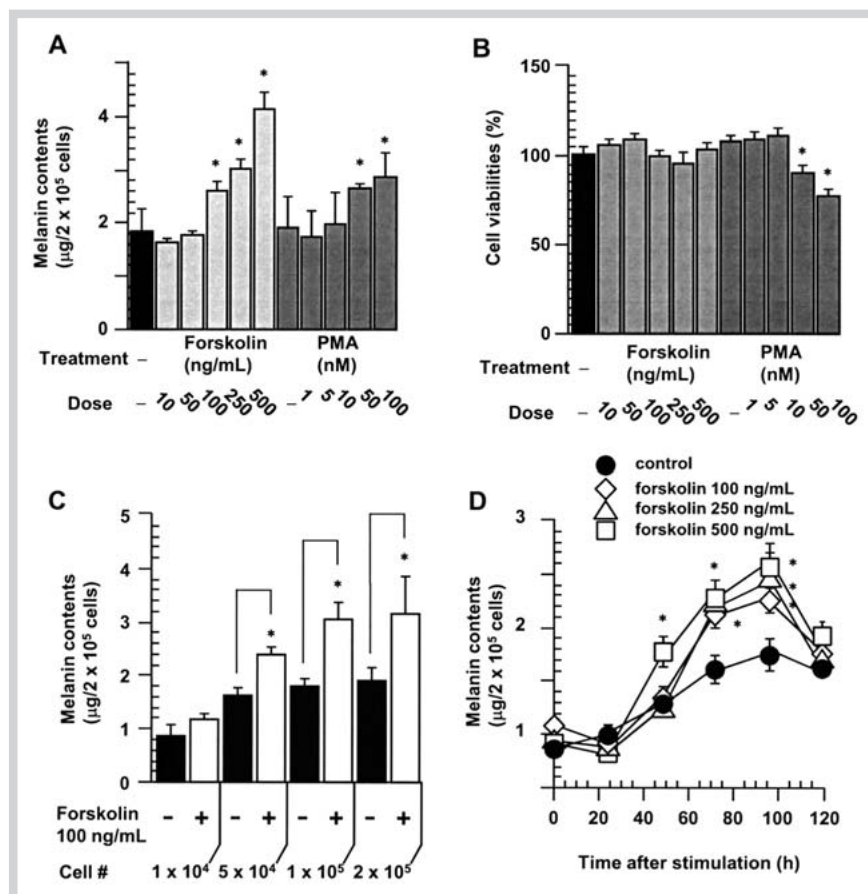 A
Melanin contents
(μg/2 x 10⁵ cells)
4
2
0
*
*
*
*
*
Treatment – Forskolin PMA
(ng/mL) (nM)
Dose – 10 50 100 250 500 – 1 5 10 50 100
B
Cell viabilities (%)
150
100
50
0
*
*
Treatment – Forskolin PMA
(ng/mL) (nM)
Dose – 10 50 100 250 500 – 1 5 10 50 100
C
Melanin contents
(μg/2 x 10⁵ cells)
5
4
3
2
1
0
*
*
*
Forskolin
100 ng/mL – + – + – + – +
Cell # 1 x 10⁴ 5 x 10⁴ 1 x 10⁵ 2 x 10⁵
D
control
forskolin 100 ng/mL
forskolin 250 ng/mL
forskolin 500 ng/mL
Melanin contents
(μg/2 x 10⁵ cells)
3
2
1
*
*
*
*
*
*
0 20 40 60 80 100 120
Time after stimulation (h)